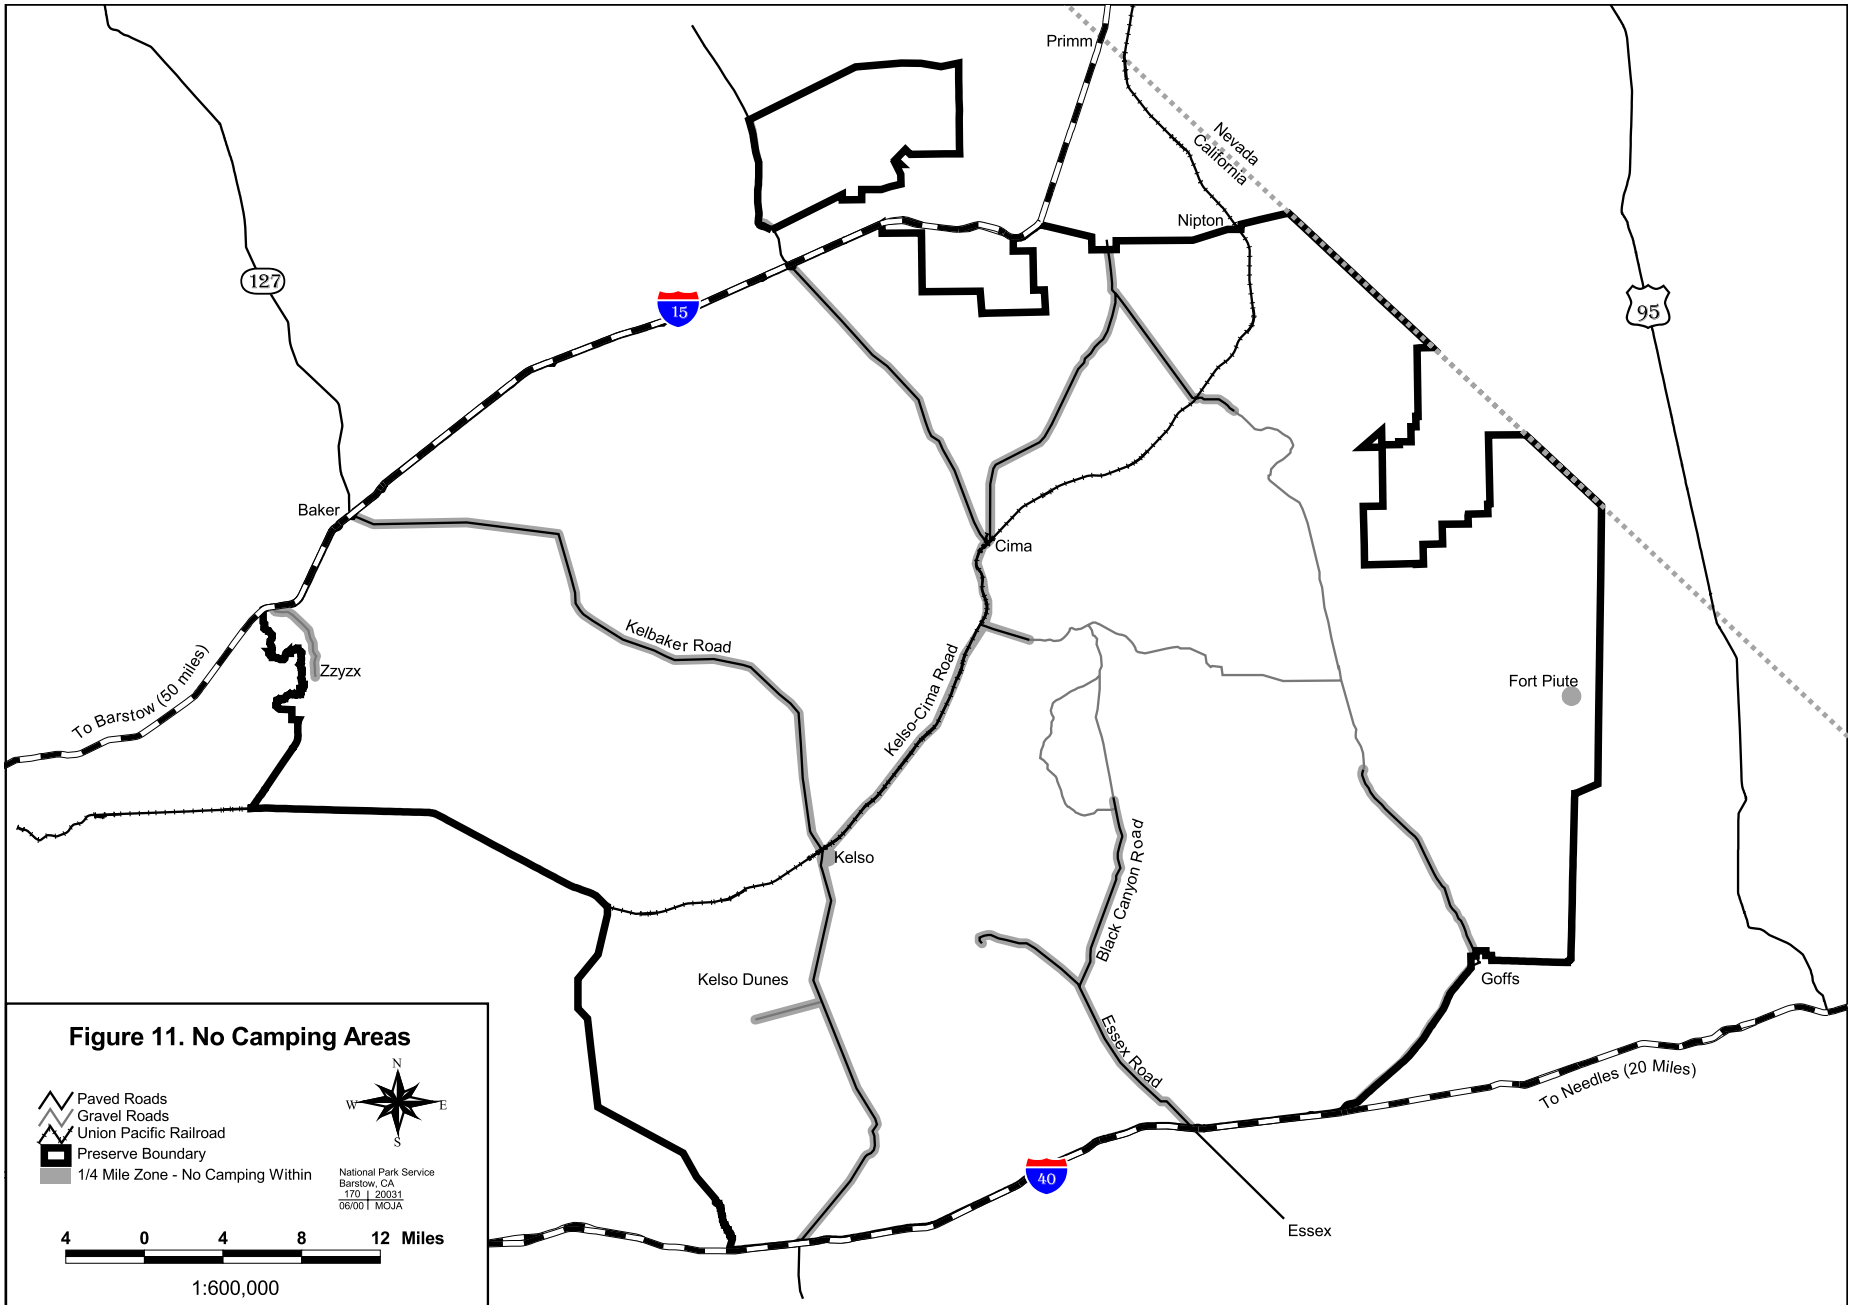 Primm
Nevada
California
Nipton
127
15
95
Baker
Cima
Kelbaker Road
Kelso-Cima Road
Zzyzx
Fort Piute
To Barstow (50 miles)
Kelso
Black Canyon Road
Kelso Dunes
Goffs
Essex Road
To Needles (20 Miles)
40
Essex
Figure 11. No Camping Areas
N
W
E
S
Paved Roads
Gravel Roads
Union Pacific Railroad
Preserve Boundary
1/4 Mile Zone - No Camping Within
National Park Service
Barstow, CA
170 | 20031
06/00 | MOJA
4 0 4 8 12 Miles
1:600,000